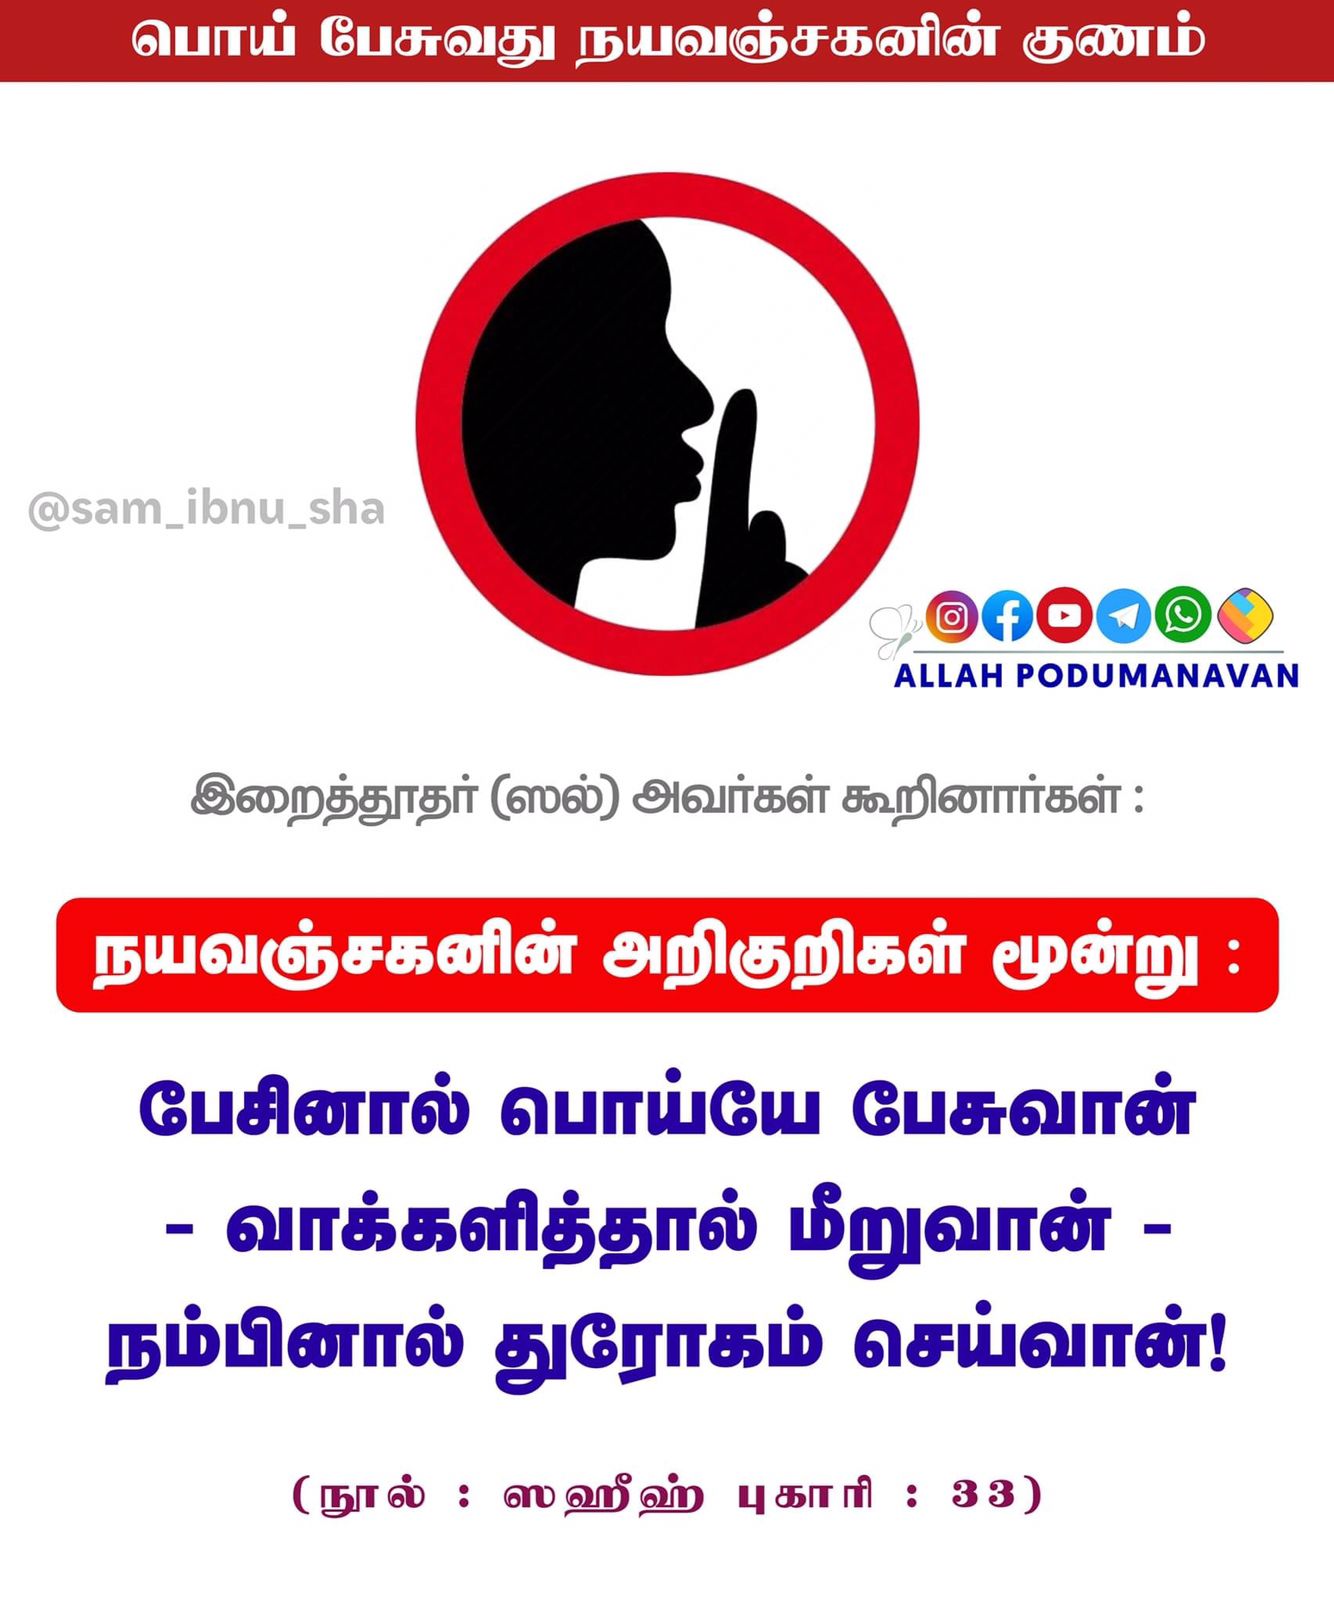 பொய் பேசுவது நயவஞ்சகனின் குணம்
@sam_ibnu_sha
ALLAH PODUMANAVAN
இறைத்தூதர் (ஸல்) அவர்கள் கூறினார்கள் :
நயவஞ்சகனின் அறிகுறிகள் மூன்று :
பேசினால் பொய்யே பேசுவான்
- வாக்களித்தால் மீறுவான் -
நம்பினால் துரோகம் செய்வான்!
(நூல் : ஸஹீஹ் புகாரி : 33)